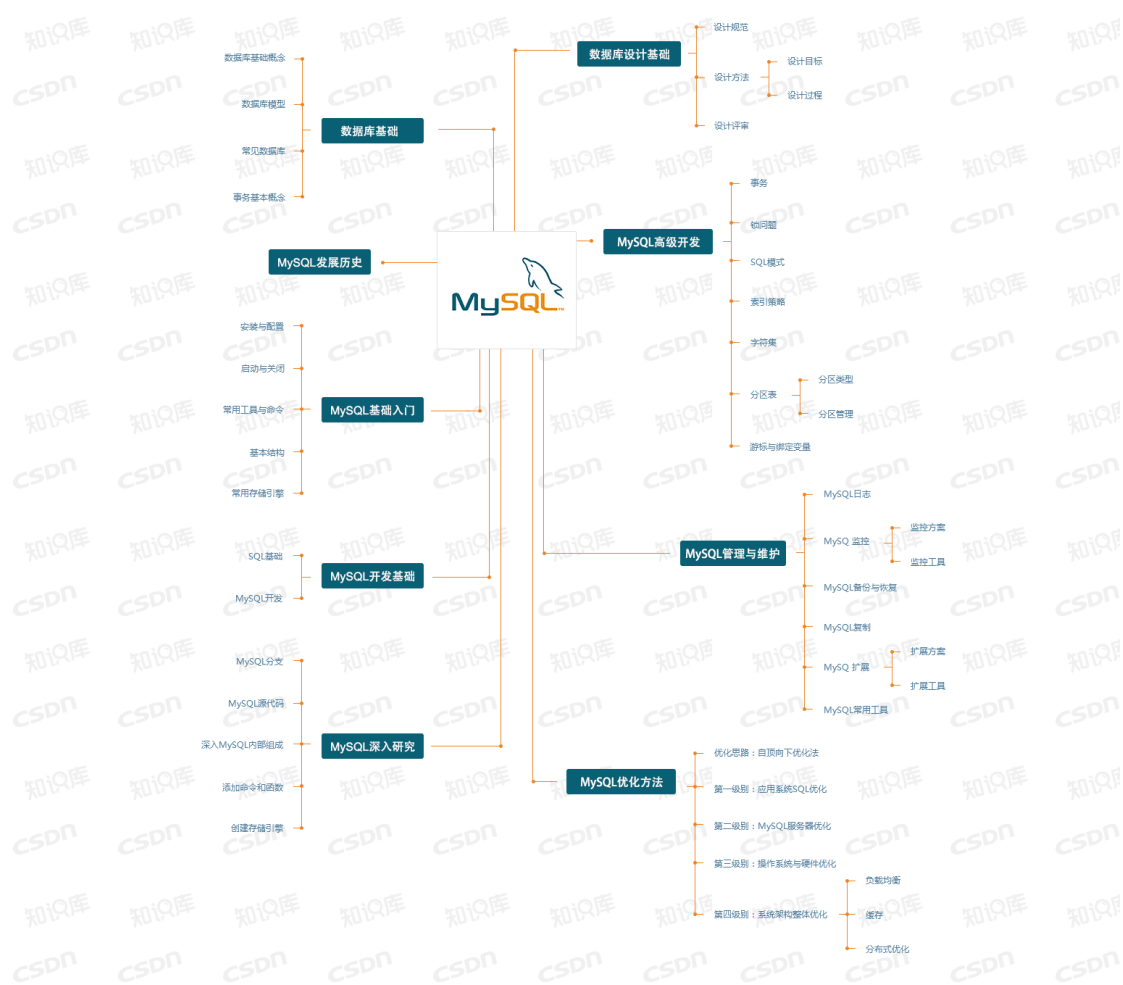 数据库基础
数据库基础概念
数据库模型
常见数据库
事务基本概念
MySQL发展历史
MySQL基础入门
安装与配置
启动与关闭
常用工具与命令
基本结构
常用存储引擎
MySQL开发基础
SQL基础
MySQL开发
MySQL深入研究
MySQL分支
MySQL源代码
深入MySQL内部组成
添加命令和函数
创建存储引擎
MySQL
数据库设计基础
设计规范
设计方法
设计目标
设计过程
设计评审
MySQL高级开发
事务
锁问题
SQL模式
索引策略
字符集
分区表
分区类型
分区管理
游标与绑定变量
MySQL管理与维护
MySQL日志
MySQ 监控
监控方案
监控工具
MySQL备份与恢复
MySQL复制
MySQ 扩展
扩展方案
扩展工具
MySQL常用工具
MySQL优化方法
优化思路：自顶向下优化法
第一级别：应用系统SQL优化
第二级别：MySQL服务器优化
第三级别：操作系统与硬件优化
第四级别：系统架构整体优化
负载均衡
缓存
分布式优化
CSDN
知识库